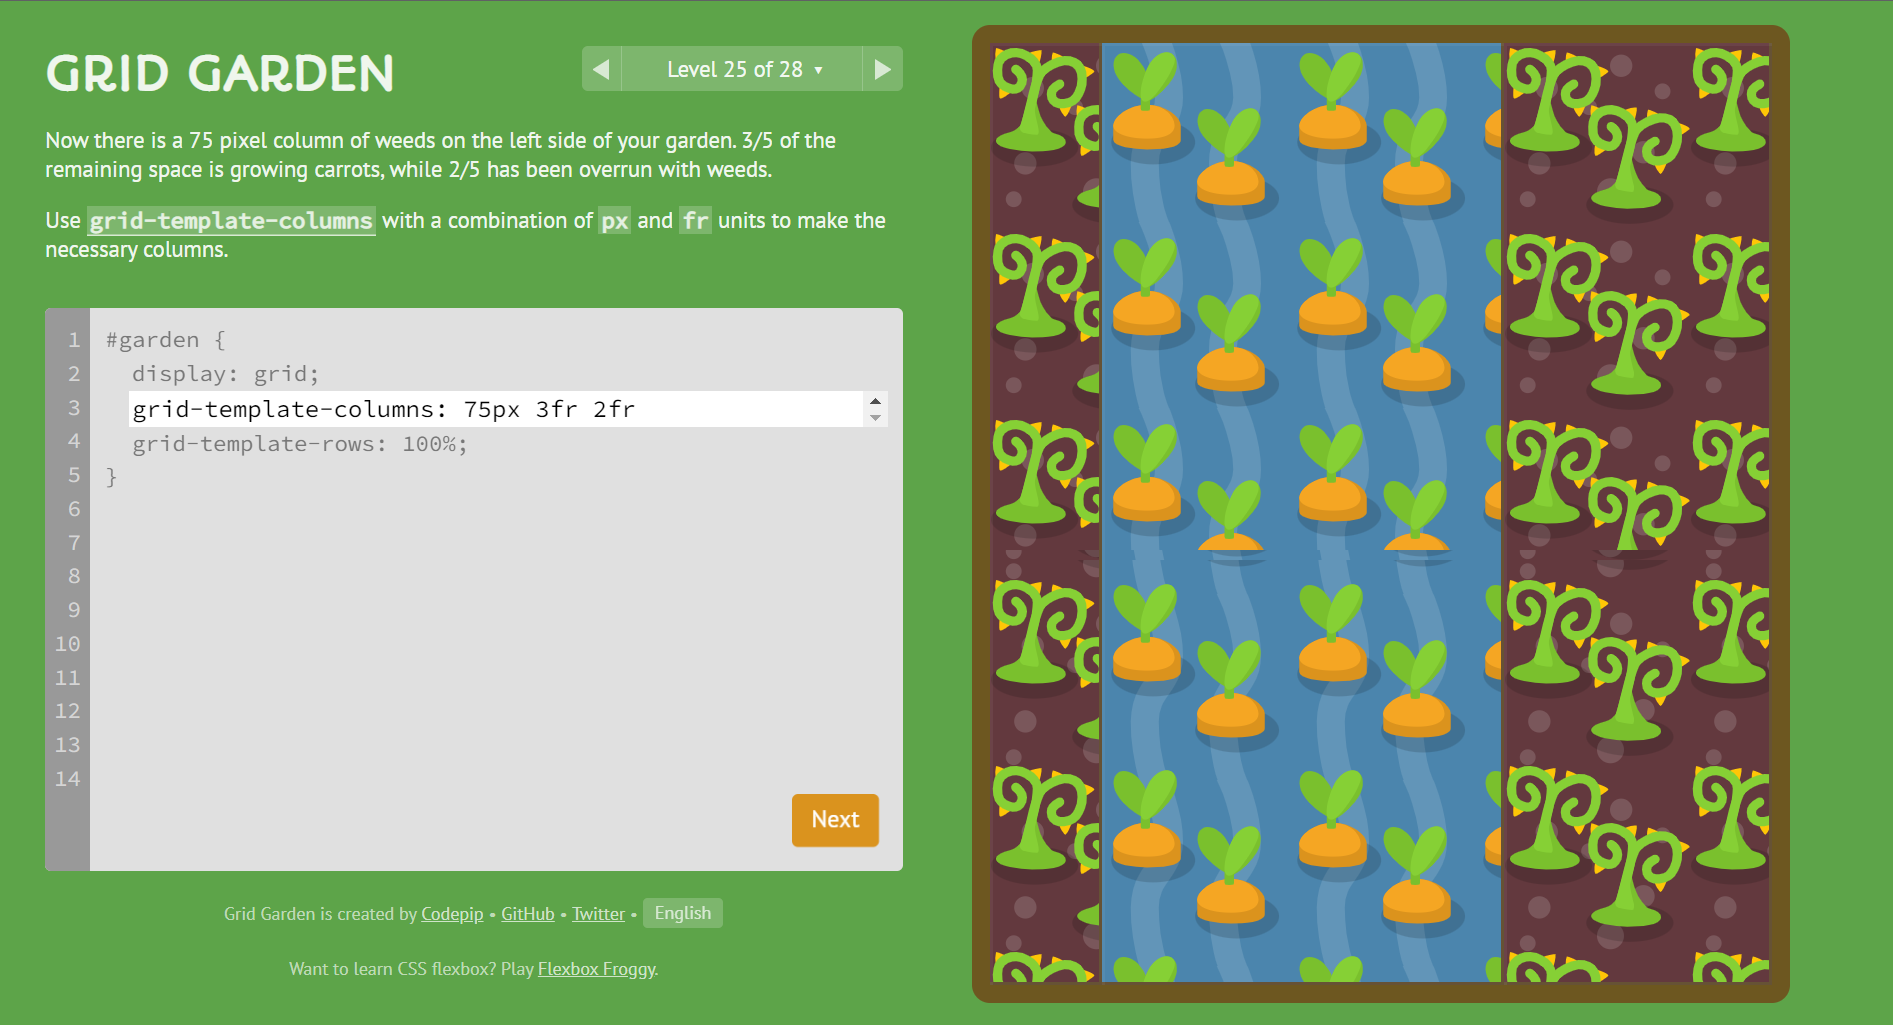 GRID GARDEN
Level 25 of 28 ▾
Now there is a 75 pixel column of weeds on the left side of your garden. 3/5 of the
remaining space is growing carrots, while 2/5 has been overrun with weeds.
Use grid-template-columns with a combination of px and fr units to make the
necessary columns.
1 #garden {
2 display: grid;
3 grid-template-columns: 75px 3fr 2fr
4 grid-template-rows: 100%;
5 }
6
7
8
9
10
11
12
13
14
Next
Grid Garden is created by Codepip • GitHub • Twitter • English
Want to learn CSS flexbox? Play Flexbox Froggy.